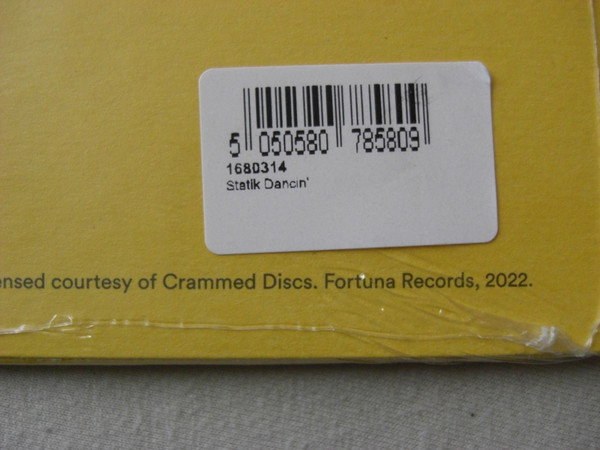 5 050580 785809
1680314
Statik Dancin'
ensed courtesy of Crammed Discs. Fortuna Records, 2022.